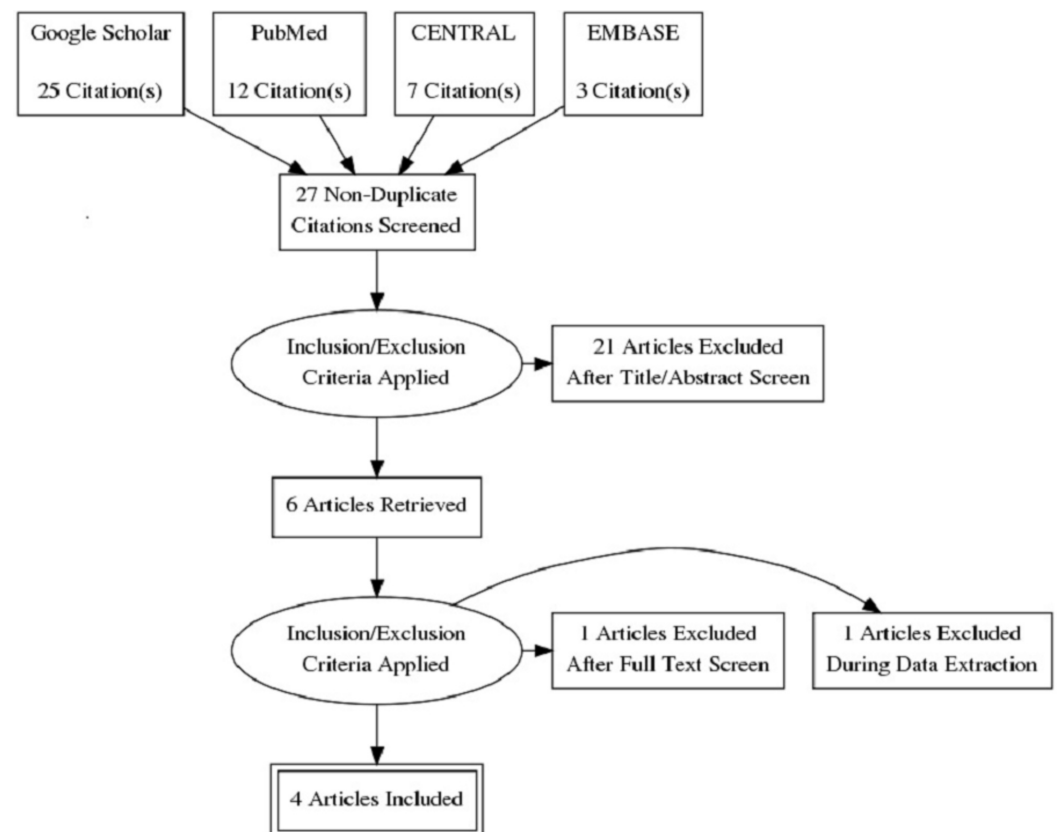 Google Scholar
25 Citation(s)
PubMed
12 Citation(s)
CENTRAL
7 Citation(s)
EMBASE
3 Citation(s)
27 Non-Duplicate
Citations Screened
Inclusion/Exclusion
Criteria Applied
21 Articles Excluded
After Title/Abstract Screen
6 Articles Retrieved
Inclusion/Exclusion
Criteria Applied
1 Articles Excluded
After Full Text Screen
1 Articles Excluded
During Data Extraction
4 Articles Included